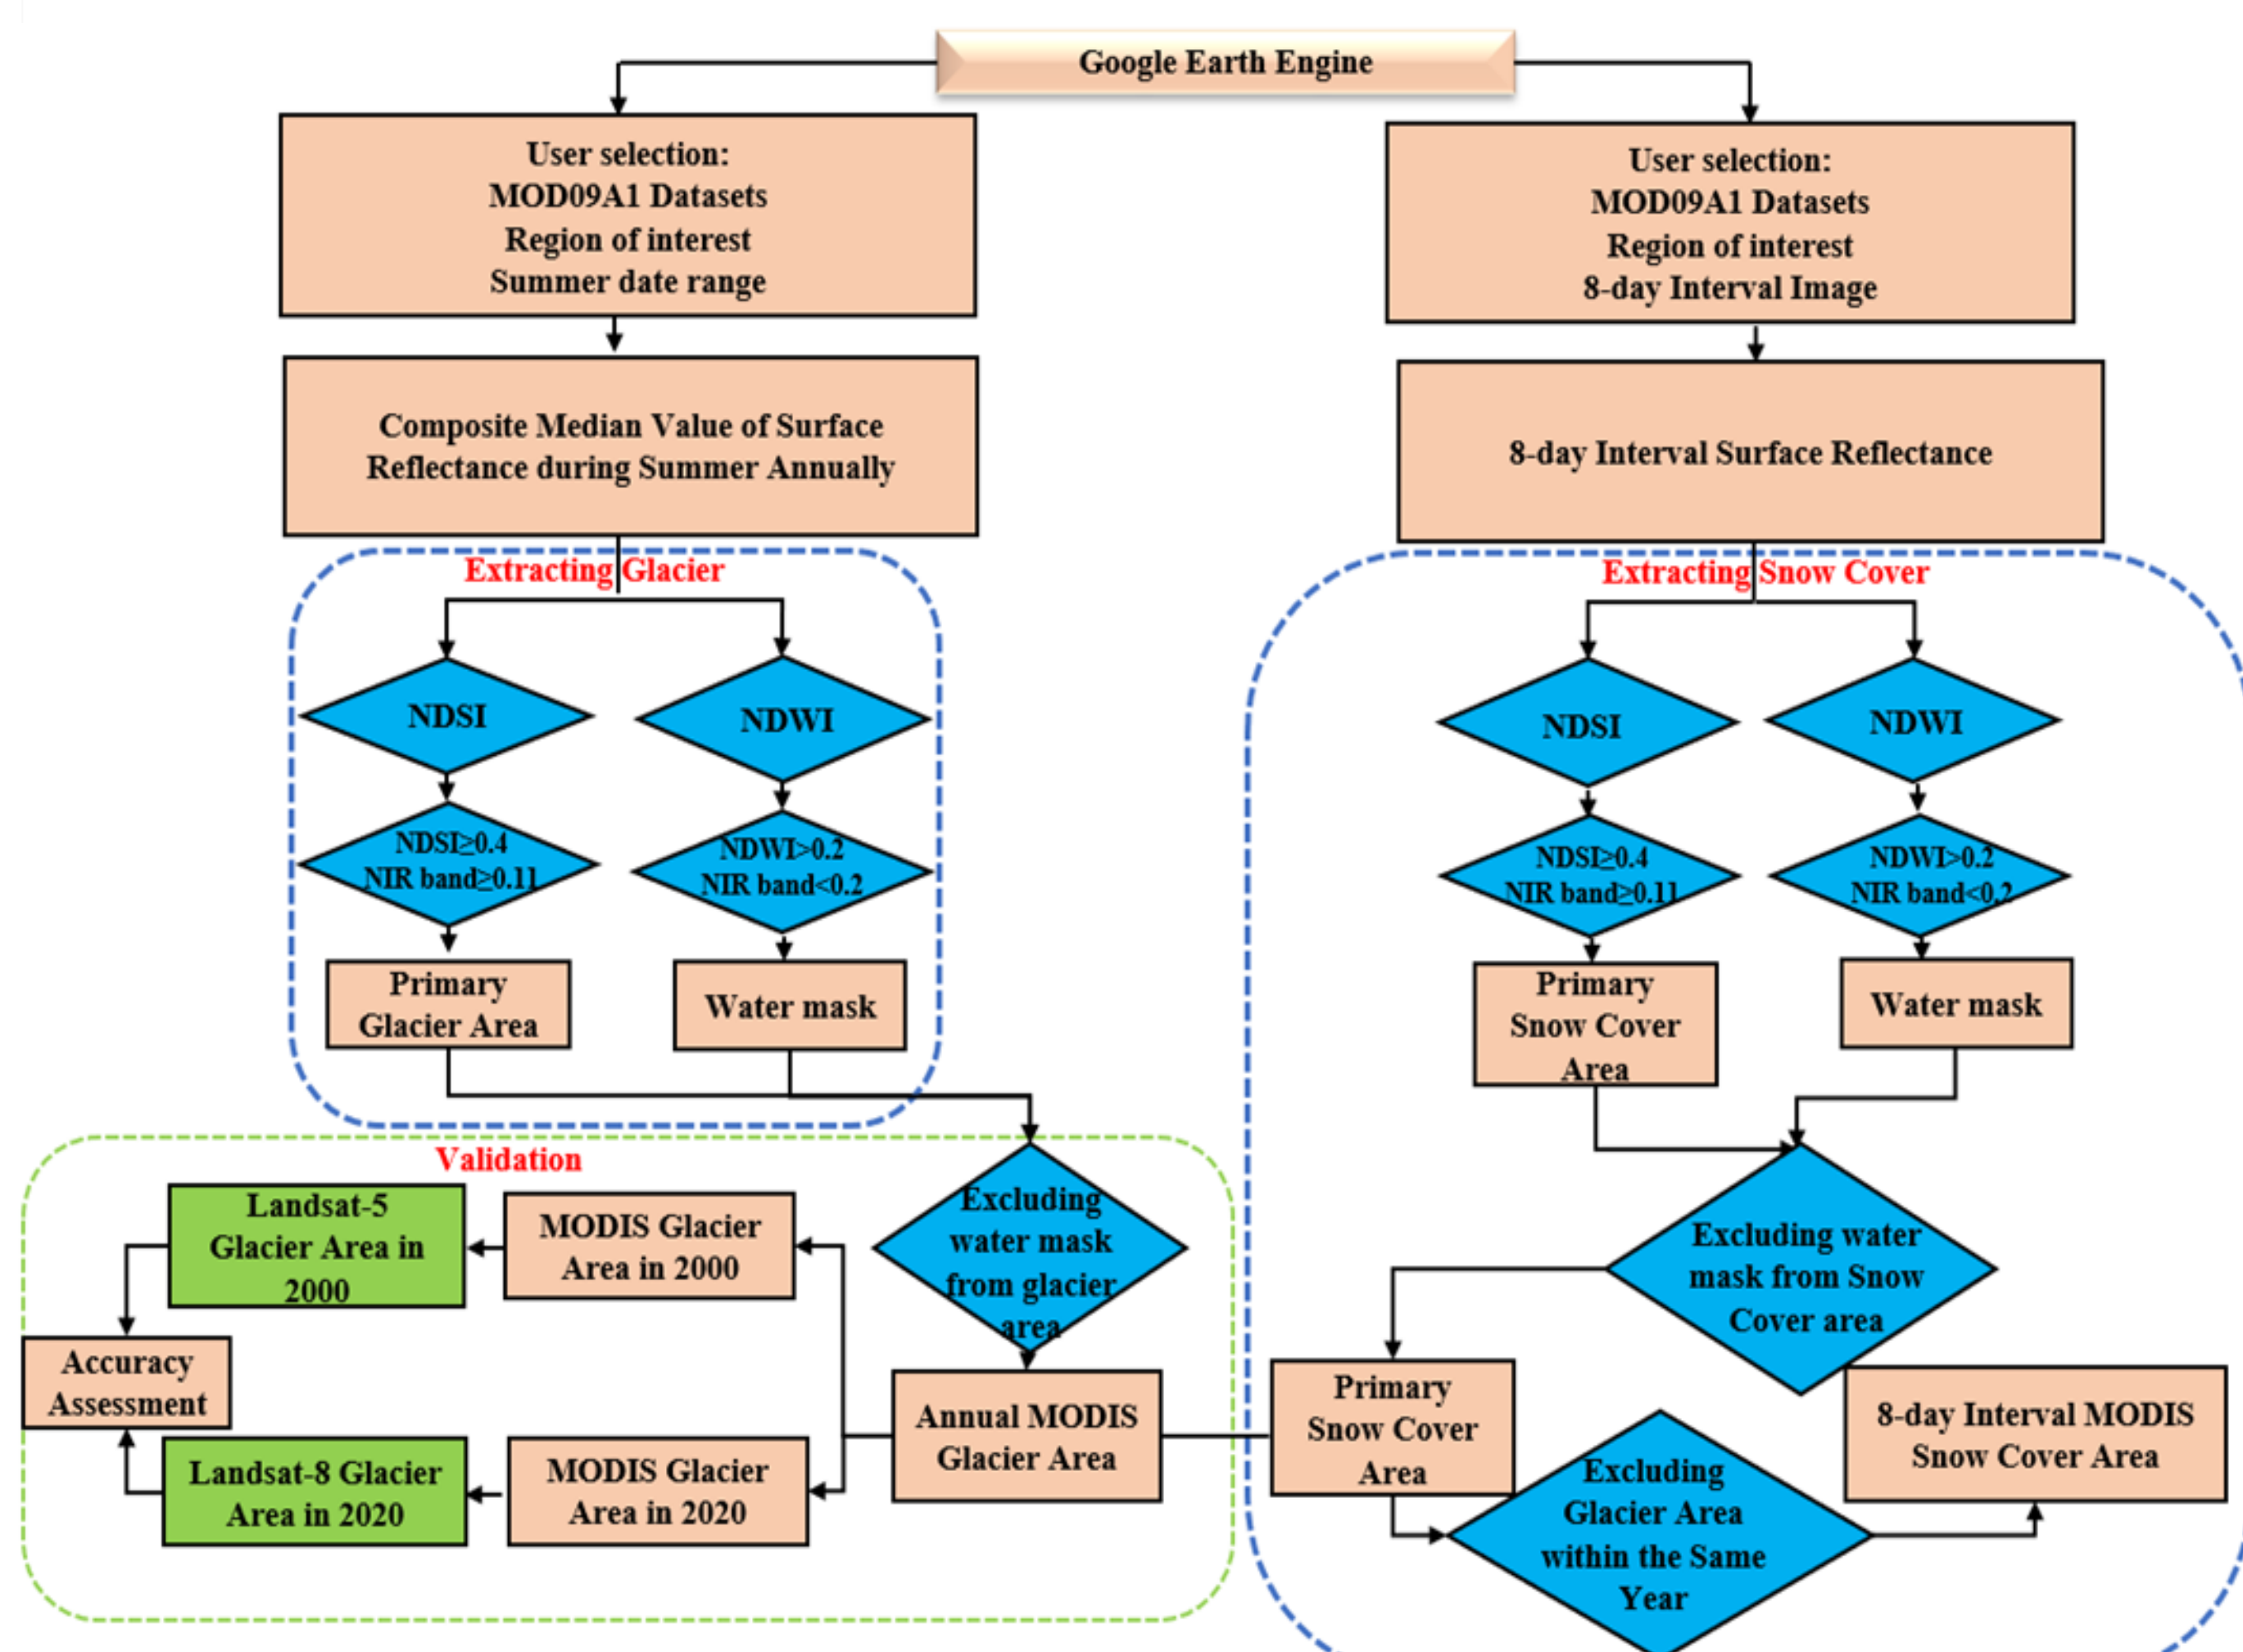 Google Earth Engine
User selection:
MOD09A1 Datasets
Region of interest
Summer date range
User selection:
MOD09A1 Datasets
Region of interest
8-day Interval Image
Composite Median Value of Surface
Reflectance during Summer Annually
8-day Interval Surface Reflectance
Extracting Glacier
NDSI
NDWI
NDSI≥0.4
NIR band≥0.11
NDWI>0.2
NIR band<0.2
Primary
Glacier Area
Water mask
Extracting Snow Cover
NDSI
NDWI
NDSI≥0.4
NIR band≥0.11
NDWI>0.2
NIR band<0.2
Primary
Snow Cover
Area
Water mask
Validation
Landsat-5
Glacier Area in
2000
MODIS Glacier
Area in 2000
Excluding
water mask
from glacier
area
Accuracy
Assessment
Annual MODIS
Glacier Area
Landsat-8 Glacier
Area in 2020
MODIS Glacier
Area in 2020
Excluding water
mask from Snow
Cover area
Primary
Snow Cover
Area
8-day Interval MODIS
Snow Cover Area
Excluding
Glacier Area
within the Same
Year